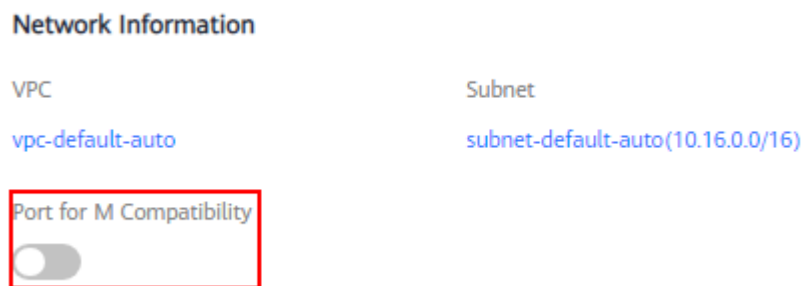 Network Information
VPC
Subnet
vpc-default-auto
subnet-default-auto(10.16.0.0/16)
Port for M Compatibility